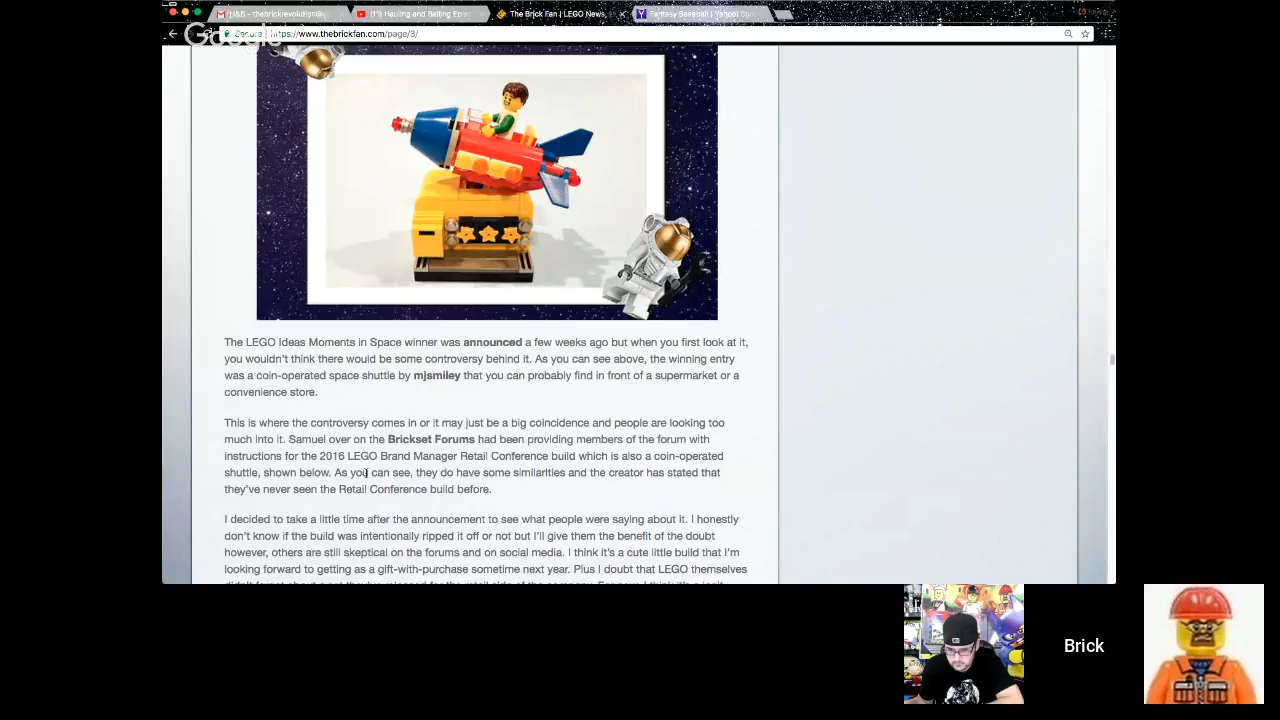 The Brick Fan | LEGO News,
Fantasy Baseball | Yahoo!
Google
Secure
https://www.thebrickfan.com/page/3/
The LEGO Ideas Moments in Space winner was announced a few weeks ago but when you first look at it,
you wouldn't think there would be some controversy behind it. As you can see above, the winning entry
was a coin-operated space shuttle by mjsmiley that you can probably find in front of a supermarket or a
convenience store.
This is where the controversy comes in or it may just be a big coincidence and people are looking too
much into it. Samuel over on the Brickset Forums had been providing members of the forum with
instructions for the 2016 LEGO Brand Manager Retail Conference build which is also a coin-operated
shuttle, shown below. As you can see, they do have some similarities and the creator has stated that
they've never seen the Retail Conference build before.
I decided to take a little time after the announcement to see what people were saying about it. I honestly
don't know if the build was intentionally ripped it off or not but I'll give them the benefit of the doubt
however, others are still skeptical on the forums and on social media. I think it's a cute little build that I'm
looking forward to getting as a gift-with-purchase sometime next year. Plus I doubt that LEGO themselves
Brick